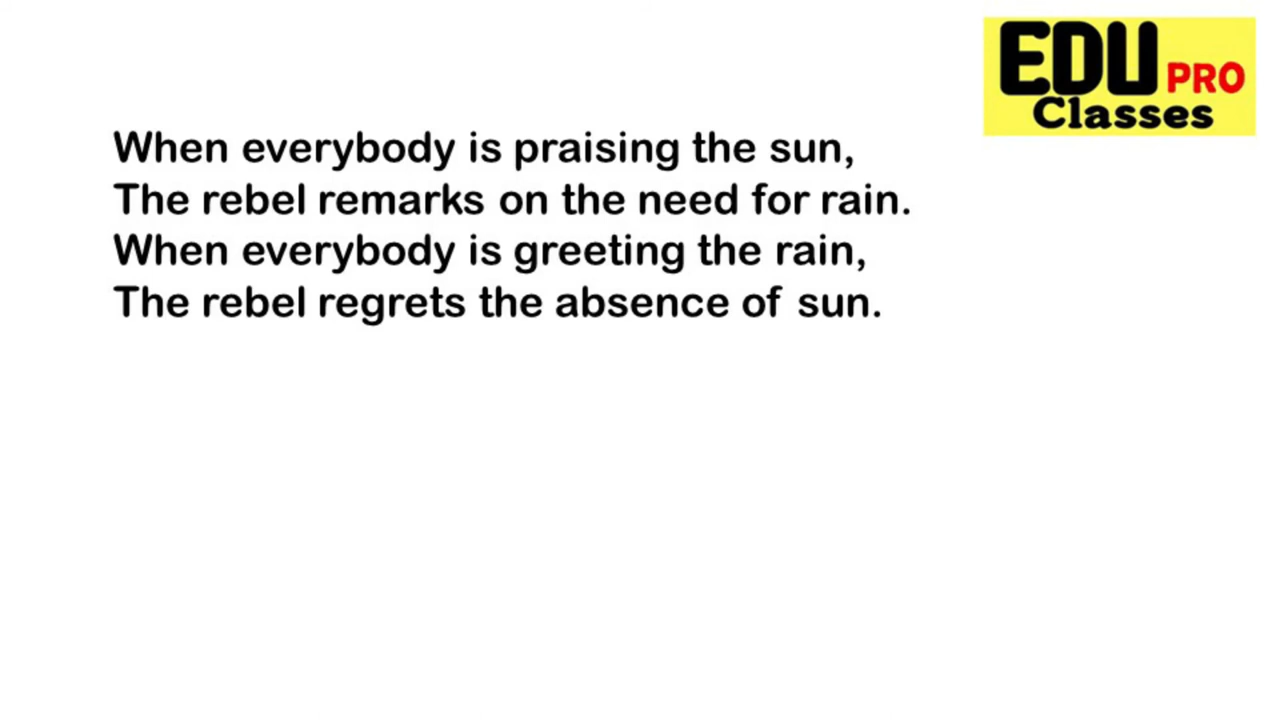 EDU PRO
Classes
When everybody is praising the sun,
The rebel remarks on the need for rain.
When everybody is greeting the rain,
The rebel regrets the absence of sun.